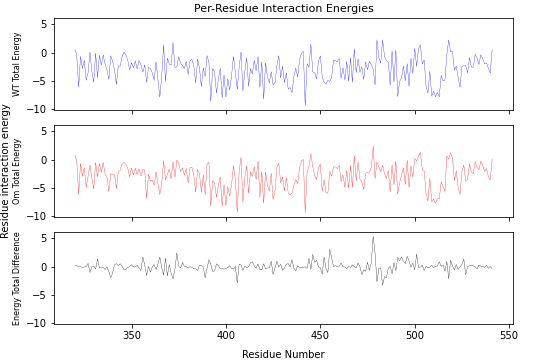 Per-Residue Interaction Energies
WT Total Energy
5
0
−5
−10
Residue interaction energy
Om Total Energy
5
0
−5
−10
Energy Total Difference
5
0
−5
−10
350
400
450
500
550
Residue Number